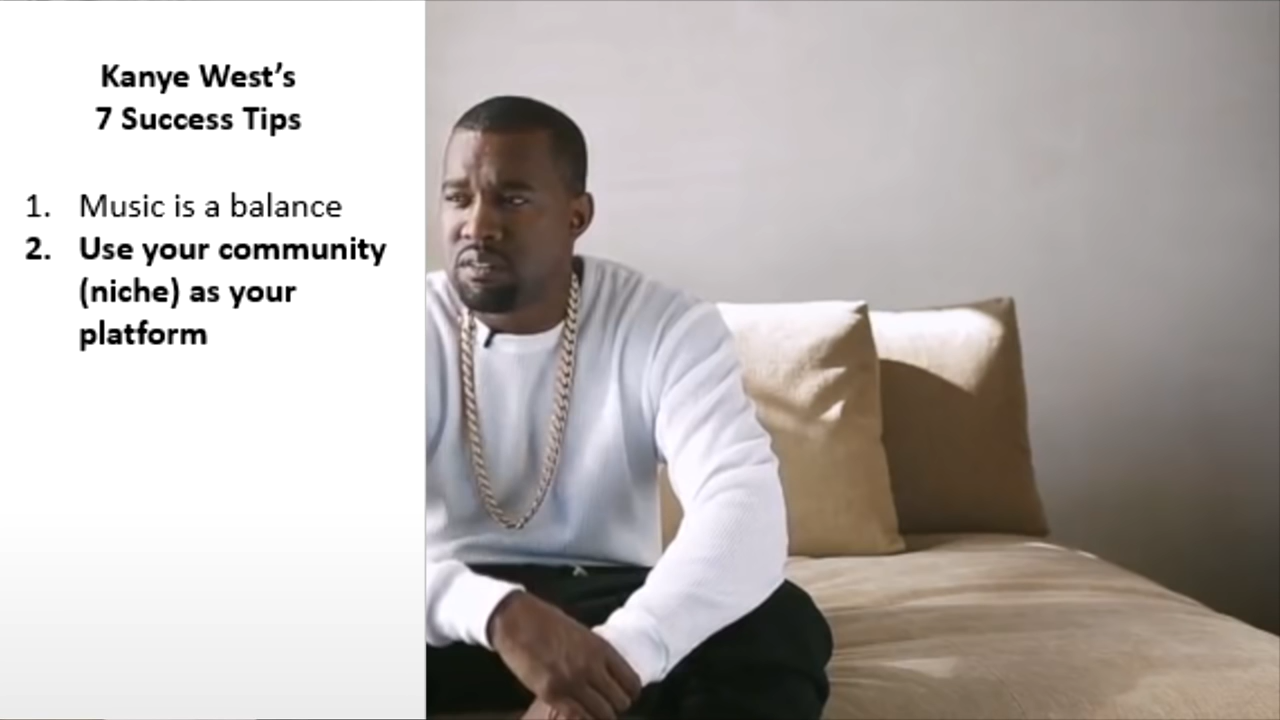 Kanye West’s
7 Success Tips
1. Music is a balance
2. Use your community
(niche) as your
platform